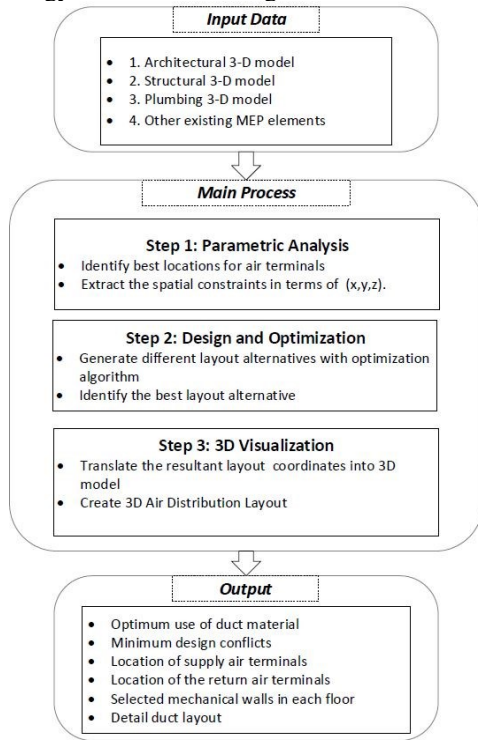 Input Data
• 1. Architectural 3-D model
• 2. Structural 3-D model
• 3. Plumbing 3-D model
• 4. Other existing MEP elements
Main Process
Step 1: Parametric Analysis
• Identify best locations for air terminals
• Extract the spatial constraints in terms of (x,y,z).
Step 2: Design and Optimization
• Generate different layout alternatives with optimization
algorithm
• Identify the best layout alternative
Step 3: 3D Visualization
• Translate the resultant layout coordinates into 3D
model
• Create 3D Air Distribution Layout
Output
• Optimum use of duct material
• Minimum design conflicts
• Location of supply air terminals
• Location of the return air terminals
• Selected mechanical walls in each floor
• Detail duct layout